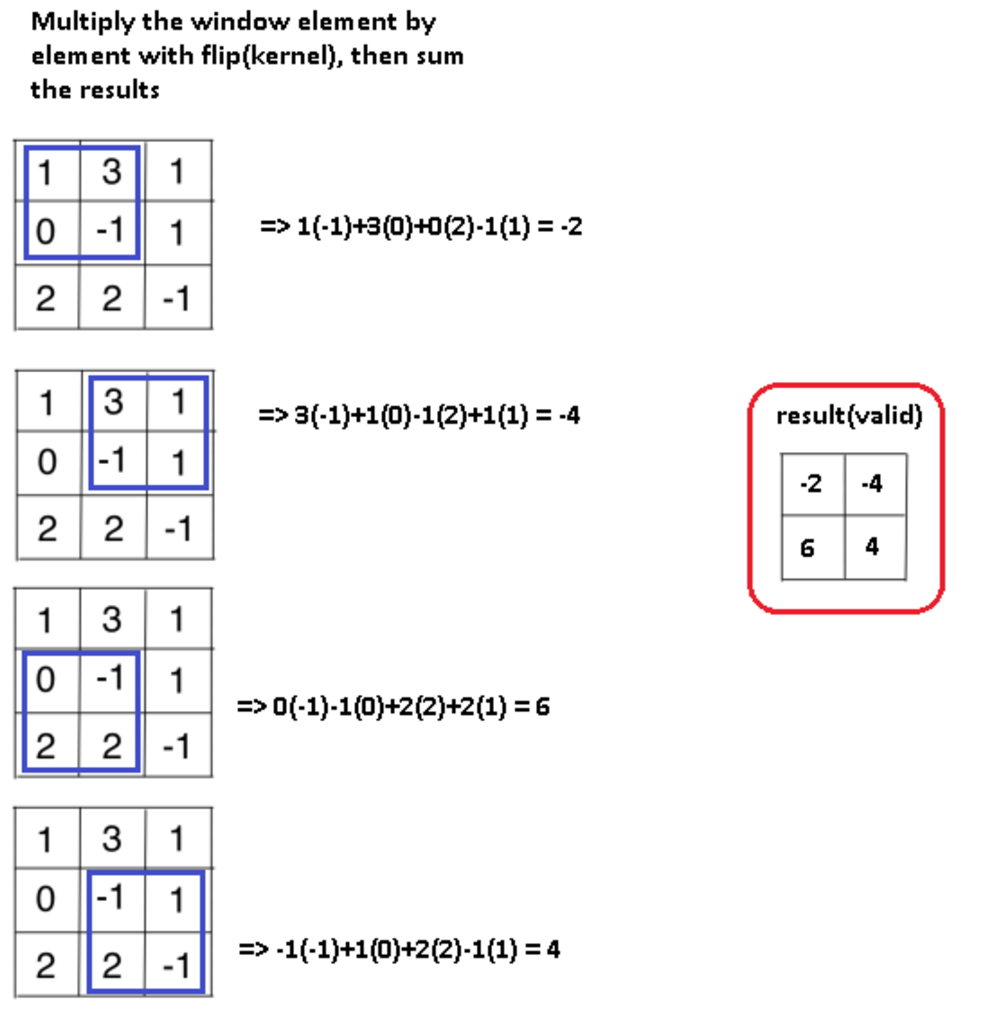 Multiply the window element by
element with flip(kernel), then sum
the results
1 3 1
0 -1 1
2 2 -1
=> 1(-1)+3(0)+0(2)-1(1) = -2
1 3 1
0 -1 1
2 2 -1
=> 3(-1)+1(0)-1(2)+1(1) = -4
result(valid)
-2 -4
6 4
1 3 1
0 -1 1
2 2 -1
=> 0(-1)-1(0)+2(2)+2(1) = 6
1 3 1
0 -1 1
2 2 -1
=> -1(-1)+1(0)+2(2)-1(1) = 4